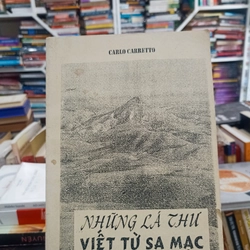 CARLO CARRETTO
NHỮNG LÁ THƯ
VIẾT TỪ SA MẠC